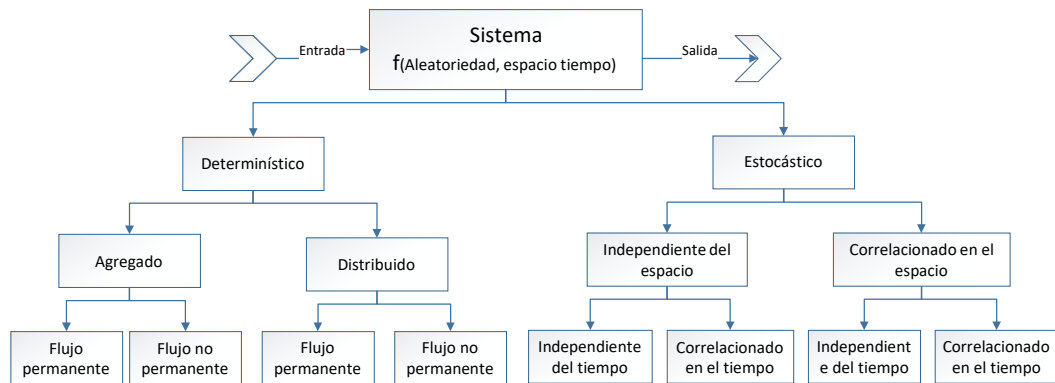 Sistema
f(Aleatoriedad, espacio tiempo)
Entrada
Salida
Determinístico
Estocástico
Agregado
Distribuido
Independiente del
espacio
Correlacionado en el
espacio
Flujo
permanente
Flujo no
permanente
Flujo
permanente
Flujo no
permanente
Independiente
del tiempo
Correlacionado
en el tiempo
Independient
e del tiempo
Correlacionado
en el tiempo